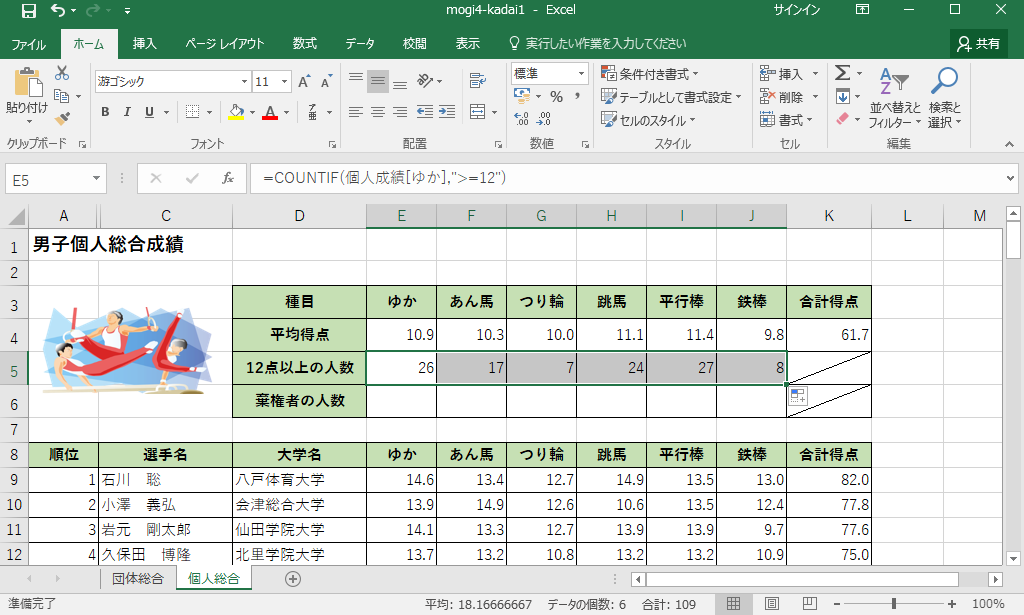 mogi4-kadai1 - Excel
サインイン
ファイル ホーム 挿入 ページ レイアウト 数式 データ 校閲 表示 実行したい作業を入力してください 共有
貼り付け
クリップボード
游ゴシック 11
B I U
フォント
配置
標準
% ,
数値
条件付き書式
テーブルとして書式設定
セルのスタイル
スタイル
挿入
削除
書式
セル
並べ替えと フィルター
検索と 選択
編集
E5 fx =COUNTIF(個人成績[ゆか],">=12")
A C D E F G H I J K L M
1 男子個人総合成績
2
3 種目 ゆか あん馬 つり輪 跳馬 平行棒 鉄棒 合計得点
4 平均得点 10.9 10.3 10.0 11.1 11.4 9.8 61.7
5 12点以上の人数 26 17 7 24 27 8
6 棄権者の人数
7
8 順位 選手名 大学名 ゆか あん馬 つり輪 跳馬 平行棒 鉄棒 合計得点
9 1 石川　聡 八戸体育大学 14.6 13.4 12.7 14.9 13.5 13.0 82.0
10 2 小澤　義弘 会津総合大学 13.9 14.9 12.6 10.6 13.5 12.4 77.8
11 3 岩元　剛太郎 仙田学院大学 14.1 13.3 12.7 13.9 13.9 9.7 77.6
12 4 久保田　博隆 北里学院大学 13.7 13.2 10.8 13.2 13.2 10.9 75.0
団体総合 個人総合
準備完了 平均: 18.16666667 データの個数: 6 合計: 109 100%